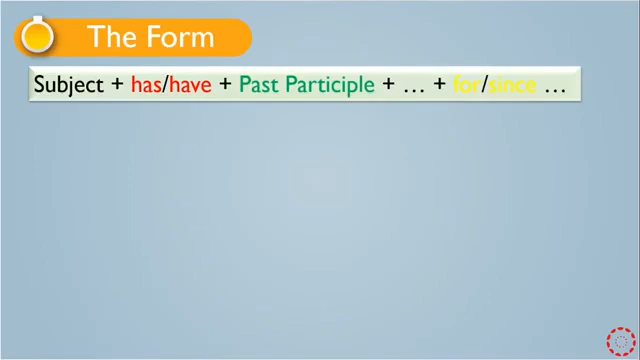 The Form
Subject + has/have + Past Participle + … + for/since …